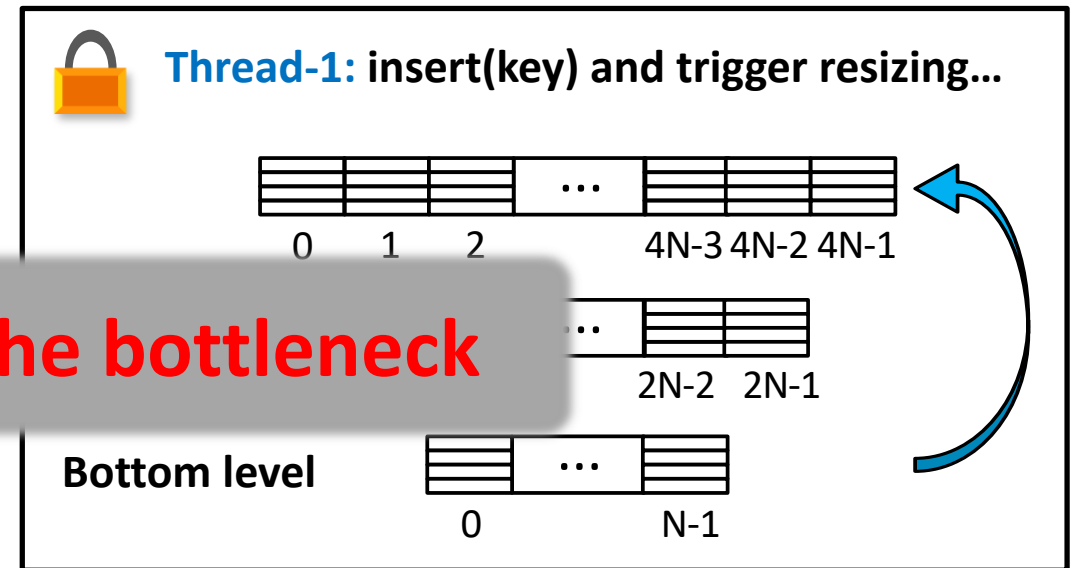 Thread-1: insert(key) and trigger resizing…
...
0 1 2 4N-3 4N-2 4N-1
he bottleneck
...
2N-2 2N-1
Bottom level ...
0 N-1